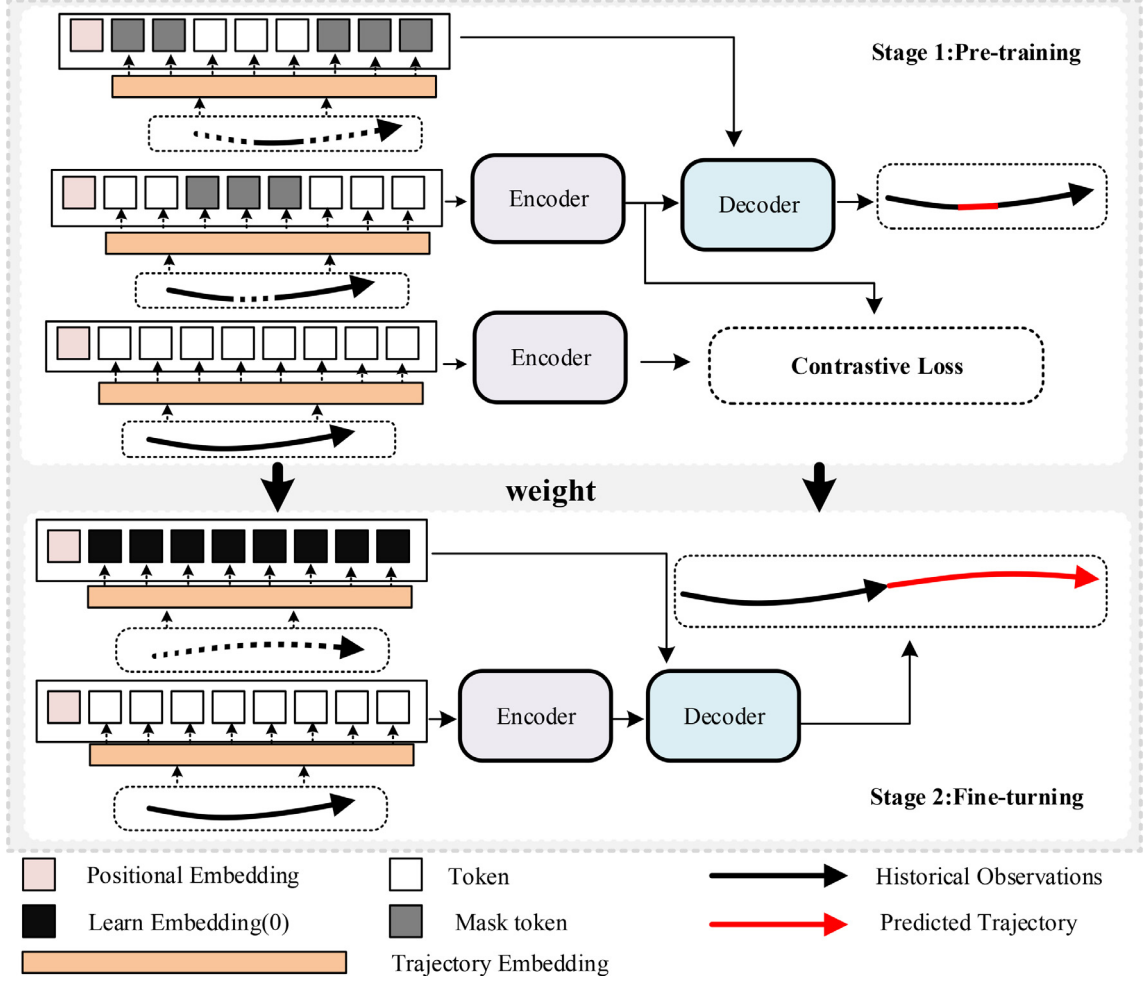 Stage 1:Pre-training
Encoder
Decoder
Encoder
Contrastive Loss
weight
Encoder
Decoder
Stage 2:Fine-turning
Positional Embedding
Token
Historical Observations
Learn Embedding(0)
Mask token
Predicted Trajectory
Trajectory Embedding